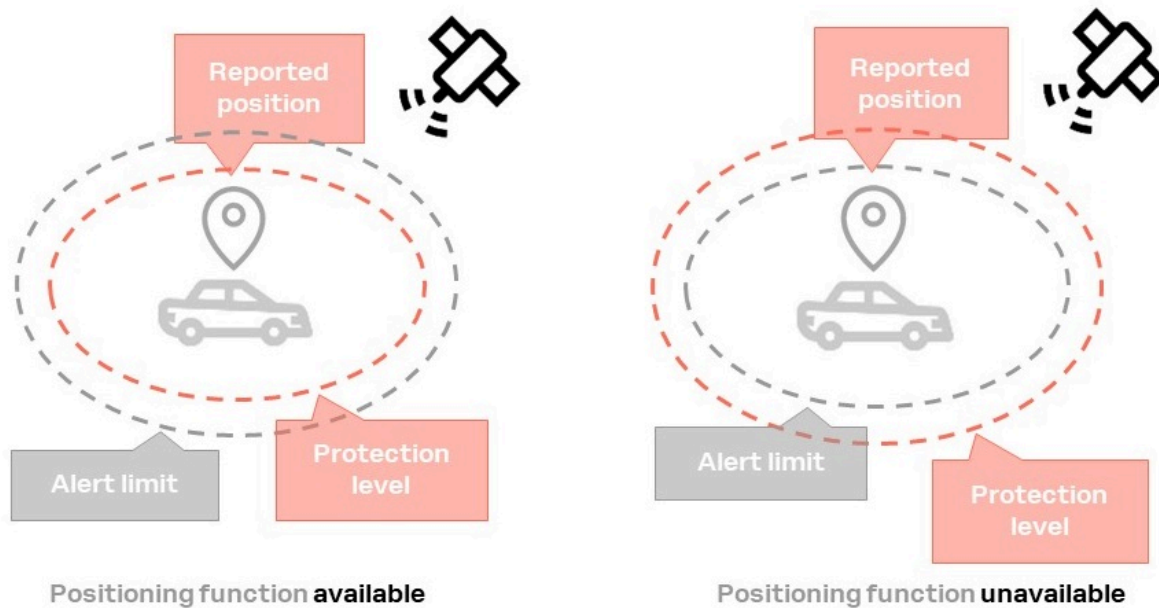 Reported
position
Alert limit
Protection
level
Positioning function available
Reported
position
Alert limit
Protection
level
Positioning function unavailable